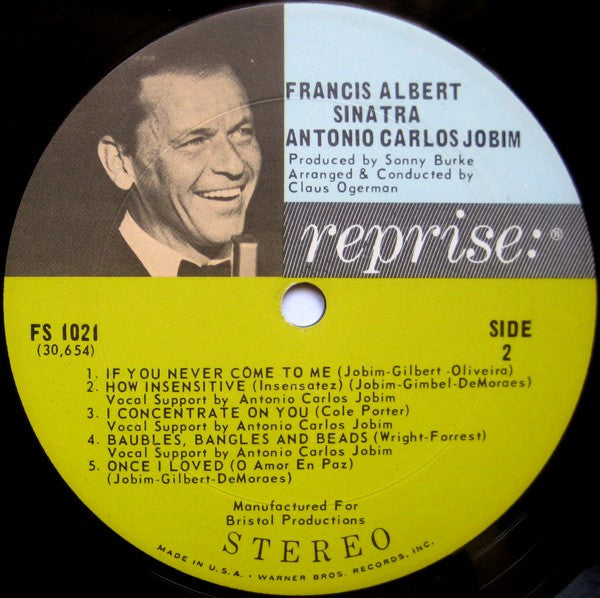 FRANCIS ALBERT
SINATRA
ANTONIO CARLOS JOBIM
Produced by Sonny Burke
Arranged & Conducted by
Claus Ogerman
reprise:®
FS 1021
(30,654)
SIDE
2
1. IF YOU NEVER COME TO ME (Jobim-Gilbert -Oliveira)
2. HOW INSENSITIVE (Insensatez) (Jobim-Gimbel-DeMoraes)
Vocal Support by Antonio Carlos Jobim
3. I CONCENTRATE ON YOU (Cole Porter)
Vocal Support by Antonio Carlos Jobim
4. BAUBLES, BANGLES AND BEADS (Wright-Forrest)
Vocal Support by Antonio Carlos Jobim
5. ONCE I LOVED (O Amor En Paz)
(Jobim-Gilbert-DeMoraes)
Manufactured For
Bristol Productions
STEREO
MADE IN U.S.A. • WARNER BROS. RECORDS, INC.